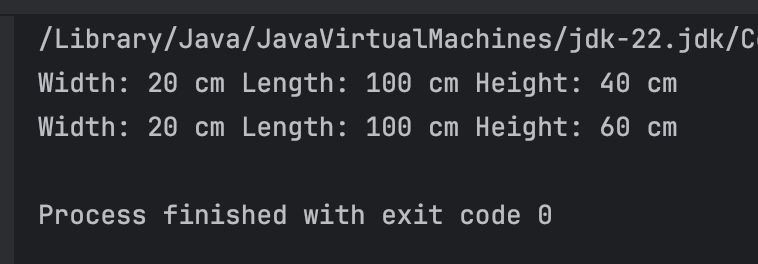 /Library/Java/JavaVirtualMachines/jdk-22.jdk/C
Width: 20 cm Length: 100 cm Height: 40 cm
Width: 20 cm Length: 100 cm Height: 60 cm
Process finished with exit code 0